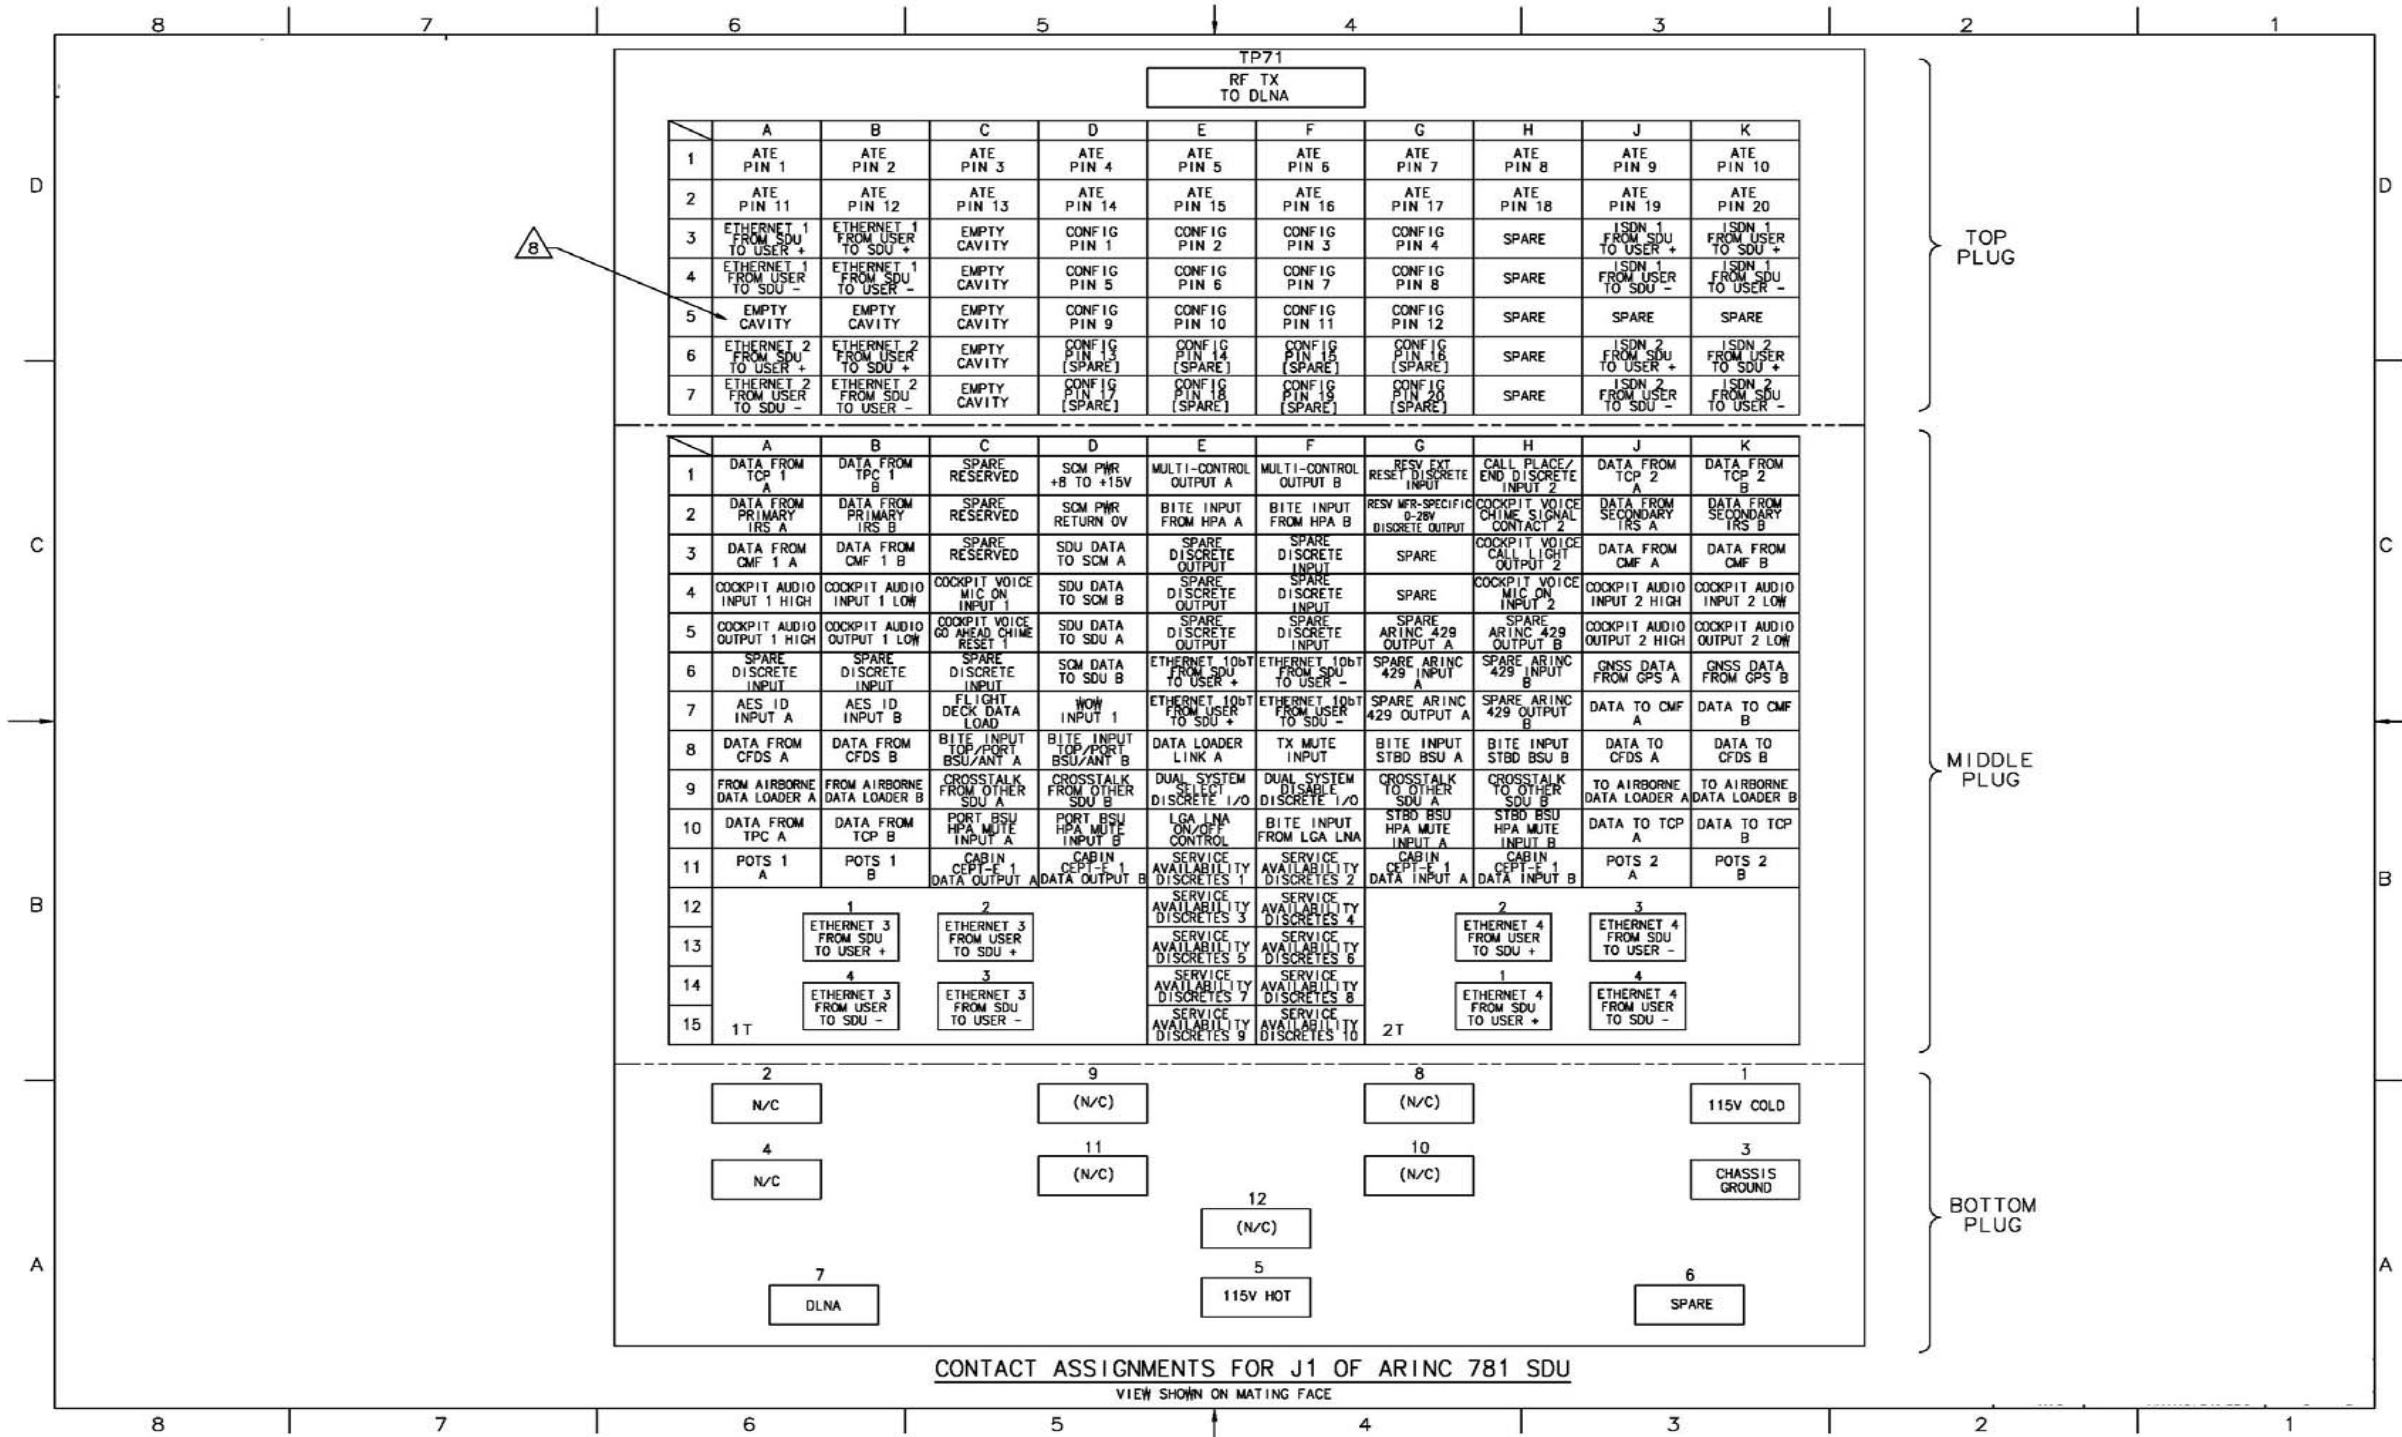 8 7 6 5 4 3 2 1
TP71
RF TX
TO DLNA
A B C D E F G H J K
1 ATE PIN 1 ATE PIN 2 ATE PIN 3 ATE PIN 4 ATE PIN 5 ATE PIN 6 ATE PIN 7 ATE PIN 8 ATE PIN 9 ATE PIN 10
D D
2 ATE PIN 11 ATE PIN 12 ATE PIN 13 ATE PIN 14 ATE PIN 15 ATE PIN 16 ATE PIN 17 ATE PIN 18 ATE PIN 19 ATE PIN 20
3 ETHERNET 1 FROM SDU TO USER + ETHERNET 1 FROM USER TO SDU + EMPTY CAVITY CONFIG PIN 1 CONFIG PIN 2 CONFIG PIN 3 CONFIG PIN 4 SPARE ISDN 1 FROM SDU TO USER + ISDN 1 FROM USER TO SDU +
8
TOP
PLUG
4 ETHERNET 1 FROM USER TO SDU - ETHERNET 1 FROM SDU TO USER - EMPTY CAVITY CONFIG PIN 5 CONFIG PIN 6 CONFIG PIN 7 CONFIG PIN 8 SPARE ISDN 1 FROM USER TO SDU - ISDN 1 FROM SDU TO USER -
5 EMPTY CAVITY EMPTY CAVITY EMPTY CAVITY CONFIG PIN 9 CONFIG PIN 10 CONFIG PIN 11 CONFIG PIN 12 SPARE SPARE SPARE
6 ETHERNET 2 FROM SDU TO USER + ETHERNET 2 FROM USER TO SDU + EMPTY CAVITY CONFIG PIN 13 [SPARE] CONFIG PIN 14 [SPARE] CONFIG PIN 15 [SPARE] CONFIG PIN 16 [SPARE] SPARE ISDN 2 FROM SDU TO USER + ISDN 2 FROM USER TO SDU +
7 ETHERNET 2 FROM USER TO SDU - ETHERNET 2 FROM SDU TO USER - EMPTY CAVITY CONFIG PIN 17 [SPARE] CONFIG PIN 18 [SPARE] CONFIG PIN 19 [SPARE] CONFIG PIN 20 [SPARE] SPARE ISDN 2 FROM USER TO SDU - ISDN 2 FROM SDU TO USER -
A B C D E F G H J K
1 DATA FROM TCP 1 A DATA FROM TPC 1 B SPARE RESERVED SCM PWR +8 TO +15V MULTI-CONTROL OUTPUT A MULTI-CONTROL OUTPUT B RESV EXT RESET DISCRETE INPUT CALL PLACE/ END DISCRETE INPUT 2 DATA FROM TCP 2 A DATA FROM TCP 2 B
2 DATA FROM PRIMARY IRS A DATA FROM PRIMARY IRS B SPARE RESERVED SCM PWR RETURN 0V BITE INPUT FROM HPA A BITE INPUT FROM HPA B RESV MFR-SPECIFIC 0-28V DISCRETE OUTPUT COCKPIT VOICE CHIME SIGNAL CONTACT 2 DATA FROM SECONDARY IRS A DATA FROM SECONDARY IRS B
C C
3 DATA FROM CMF 1 A DATA FROM CMF 1 B SPARE RESERVED SDU DATA TO SCM A SPARE DISCRETE OUTPUT SPARE DISCRETE INPUT SPARE COCKPIT VOICE CALL LIGHT OUTPUT 2 DATA FROM CMF A DATA FROM CMF B
4 COCKPIT AUDIO INPUT 1 HIGH COCKPIT AUDIO INPUT 1 LOW COCKPIT VOICE MIC ON INPUT 1 SDU DATA TO SCM B SPARE DISCRETE OUTPUT SPARE DISCRETE INPUT SPARE COCKPIT VOICE MIC ON INPUT 2 COCKPIT AUDIO INPUT 2 HIGH COCKPIT AUDIO INPUT 2 LOW
5 COCKPIT AUDIO OUTPUT 1 HIGH COCKPIT AUDIO OUTPUT 1 LOW COCKPIT VOICE GO AHEAD CHIME RESET 1 SDU DATA TO SDU A SPARE DISCRETE OUTPUT SPARE DISCRETE INPUT SPARE ARINC 429 OUTPUT A SPARE ARINC 429 OUTPUT B COCKPIT AUDIO OUTPUT 2 HIGH COCKPIT AUDIO OUTPUT 2 LOW
6 SPARE DISCRETE INPUT SPARE DISCRETE INPUT SPARE DISCRETE INPUT SCM DATA TO SDU B ETHERNET 10bT FROM SDU TO USER + ETHERNET 10bT FROM SDU TO USER - SPARE ARINC 429 INPUT A SPARE ARINC 429 INPUT B GNSS DATA FROM GPS A GNSS DATA FROM GPS B
7 AES ID INPUT A AES ID INPUT B FLIGHT DECK DATA LOAD WOW INPUT 1 ETHERNET 10bT FROM USER TO SDU + ETHERNET 10bT FROM USER TO SDU - SPARE ARINC 429 OUTPUT A SPARE ARINC 429 OUTPUT B DATA TO CMF A DATA TO CMF B
8 DATA FROM CFDS A DATA FROM CFDS B BITE INPUT TOP/PORT BSU/ANT A BITE INPUT TOP/PORT BSU/ANT B DATA LOADER LINK A TX MUTE INPUT BITE INPUT STBD BSU A BITE INPUT STBD BSU B DATA TO CFDS A DATA TO CFDS B
MIDDLE
PLUG
9 FROM AIRBORNE DATA LOADER A FROM AIRBORNE DATA LOADER B CROSSTALK FROM OTHER SDU A CROSSTALK FROM OTHER SDU B DUAL SYSTEM SELECT DISCRETE I/O DUAL SYSTEM DISABLE DISCRETE I/O CROSSTALK TO OTHER SDU A CROSSTALK TO OTHER SDU B TO AIRBORNE DATA LOADER A TO AIRBORNE DATA LOADER B
10 DATA FROM TPC A DATA FROM TCP B PORT BSU HPA MUTE INPUT A PORT BSU HPA MUTE INPUT B LGA LNA ON/OFF CONTROL BITE INPUT FROM LGA LNA STBD BSU HPA MUTE INPUT A STBD BSU HPA MUTE INPUT B DATA TO TCP A DATA TO TCP B
11 POTS 1 A POTS 1 B CABIN CEPT-E 1 DATA OUTPUT A CABIN CEPT-E 1 DATA OUTPUT B SERVICE AVAILABILITY DISCRETES 1 SERVICE AVAILABILITY DISCRETES 2 CABIN CEPT-E 1 DATA INPUT A CABIN CEPT-E 1 DATA INPUT B POTS 2 A POTS 2 B
B B
12 SERVICE AVAILABILITY DISCRETES 3 SERVICE AVAILABILITY DISCRETES 4
1 2 2 3
13 ETHERNET 3 FROM SDU TO USER + ETHERNET 3 FROM USER TO SDU + SERVICE AVAILABILITY DISCRETES 5 SERVICE AVAILABILITY DISCRETES 6 ETHERNET 4 FROM USER TO SDU + ETHERNET 4 FROM SDU TO USER -
4 3 1 4
14 ETHERNET 3 FROM USER TO SDU - ETHERNET 3 FROM SDU TO USER - SERVICE AVAILABILITY DISCRETES 7 SERVICE AVAILABILITY DISCRETES 8 ETHERNET 4 FROM SDU TO USER + ETHERNET 4 FROM USER TO SDU -
15 1T SERVICE AVAILABILITY DISCRETES 9 SERVICE AVAILABILITY DISCRETES 10 2T
2 9 8 1
N/C (N/C) (N/C) 115V COLD
4 11 10 3
N/C (N/C) (N/C) CHASSIS GROUND
12
(N/C)
BOTTOM
PLUG
A A
7 5 6
DLNA 115V HOT SPARE
CONTACT ASSIGNMENTS FOR J1 OF ARINC 781 SDU
VIEW SHOWN ON MATING FACE
8 7 6 5 4 3 2 1